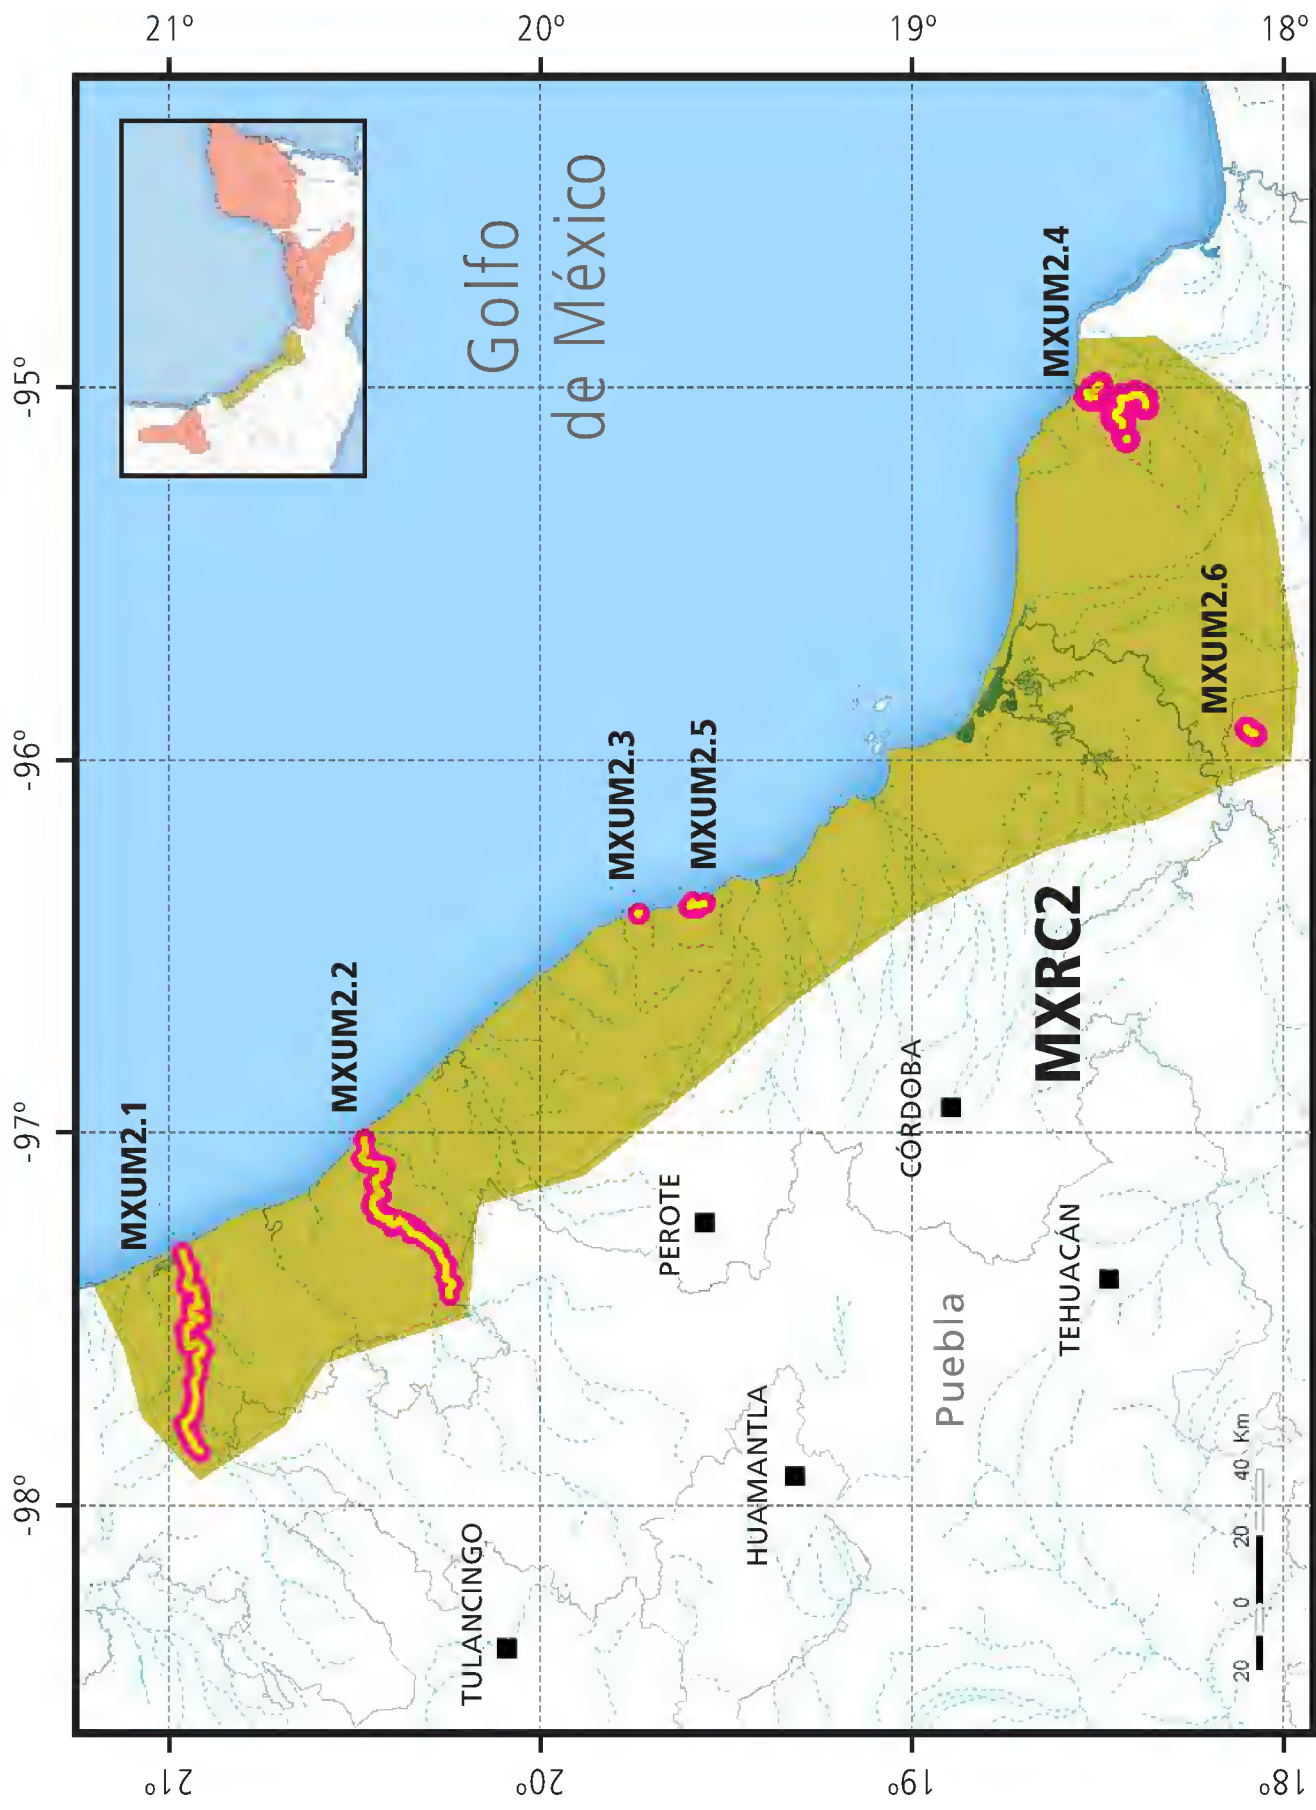 -98°
-97°
-96°
-95°
21°
21°
20°
20°
19°
19°
18°
18°
Golfo
de México
MXUM2.1
MXUM2.2
MXUM2.3
MXUM2.5
MXUM2.4
MXUM2.6
MXRC2
TULANCINGO
HUAMANTLA
PEROTE
CÓRDOBA
Puebla
TEHUACÁN
20 0 20 40 Km